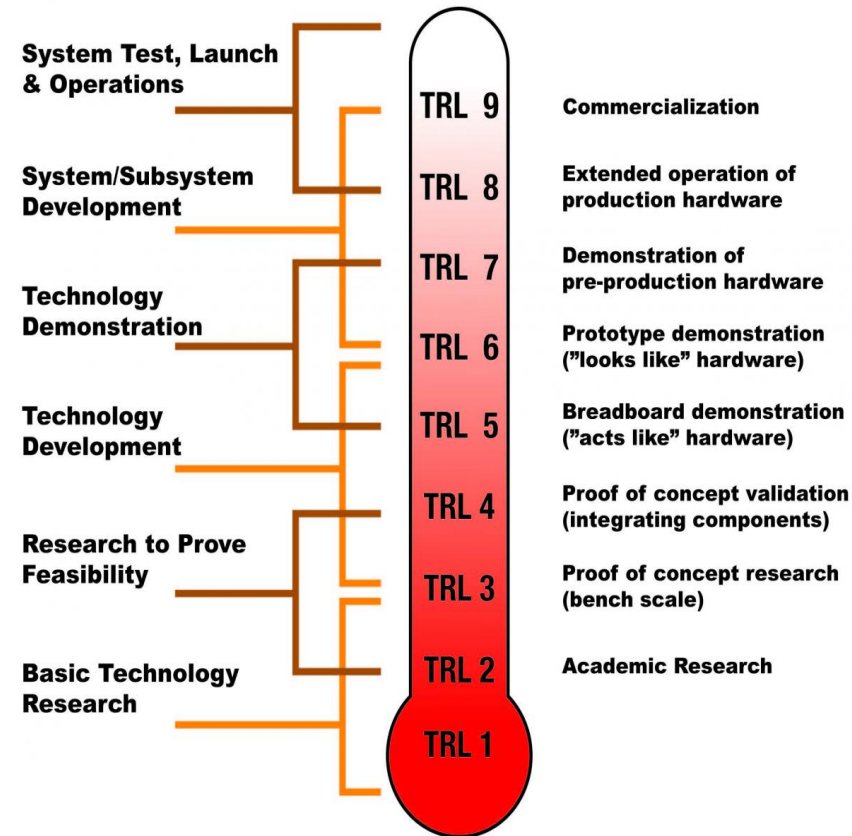 System Test, Launch
& Operations
System/Subsystem
Development
Technology
Demonstration
Technology
Development
Research to Prove
Feasibility
Basic Technology
Research
TRL 9
TRL 8
TRL 7
TRL 6
TRL 5
TRL 4
TRL 3
TRL 2
TRL 1
Commercialization
Extended operation of
production hardware
Demonstration of
pre-production hardware
Prototype demonstration
(”looks like” hardware)
Breadboard demonstration
(”acts like” hardware)
Proof of concept validation
(integrating components)
Proof of concept research
(bench scale)
Academic Research